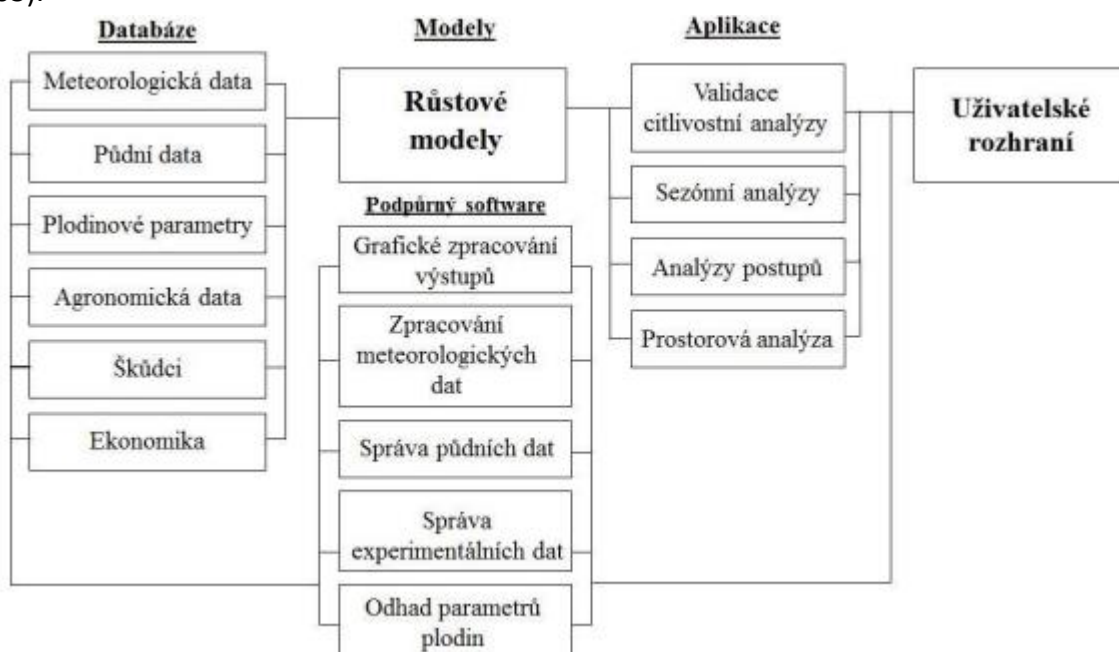 Databáze
Meteorologická data
Půdní data
Plodinové parametry
Agronomická data
Škůdci
Ekonomika
Modely
Růstové
modely
Podpůrný software
Grafické zpracování
výstupů
Zpracování
meteorologických
dat
Správa půdních dat
Správa
experimentálních dat
Odhad parametrů
plodin
Aplikace
Validace
citlivostní analýzy
Sezónní analýzy
Analýzy postupů
Prostorová analýza
Uživatelské
rozhraní